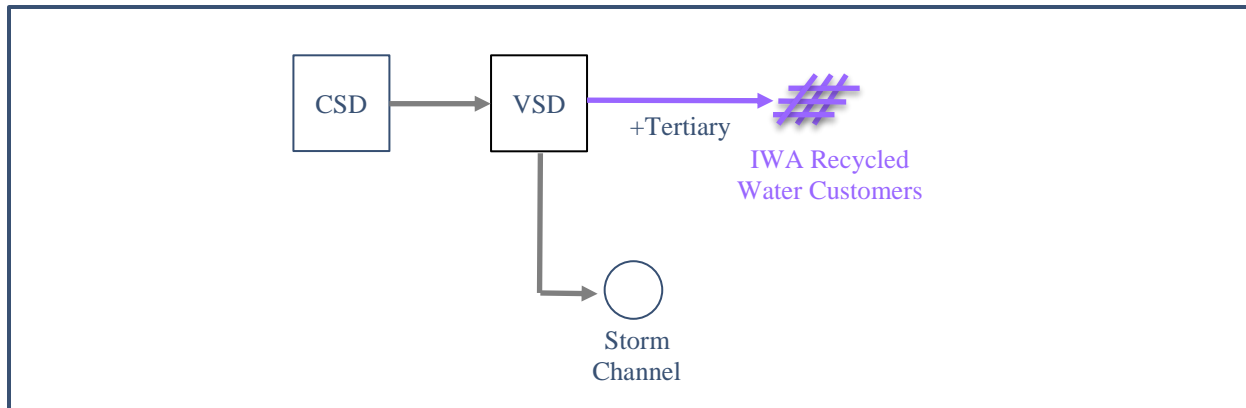 CSD
VSD
+Tertiary
IWA Recycled
Water Customers
Storm
Channel